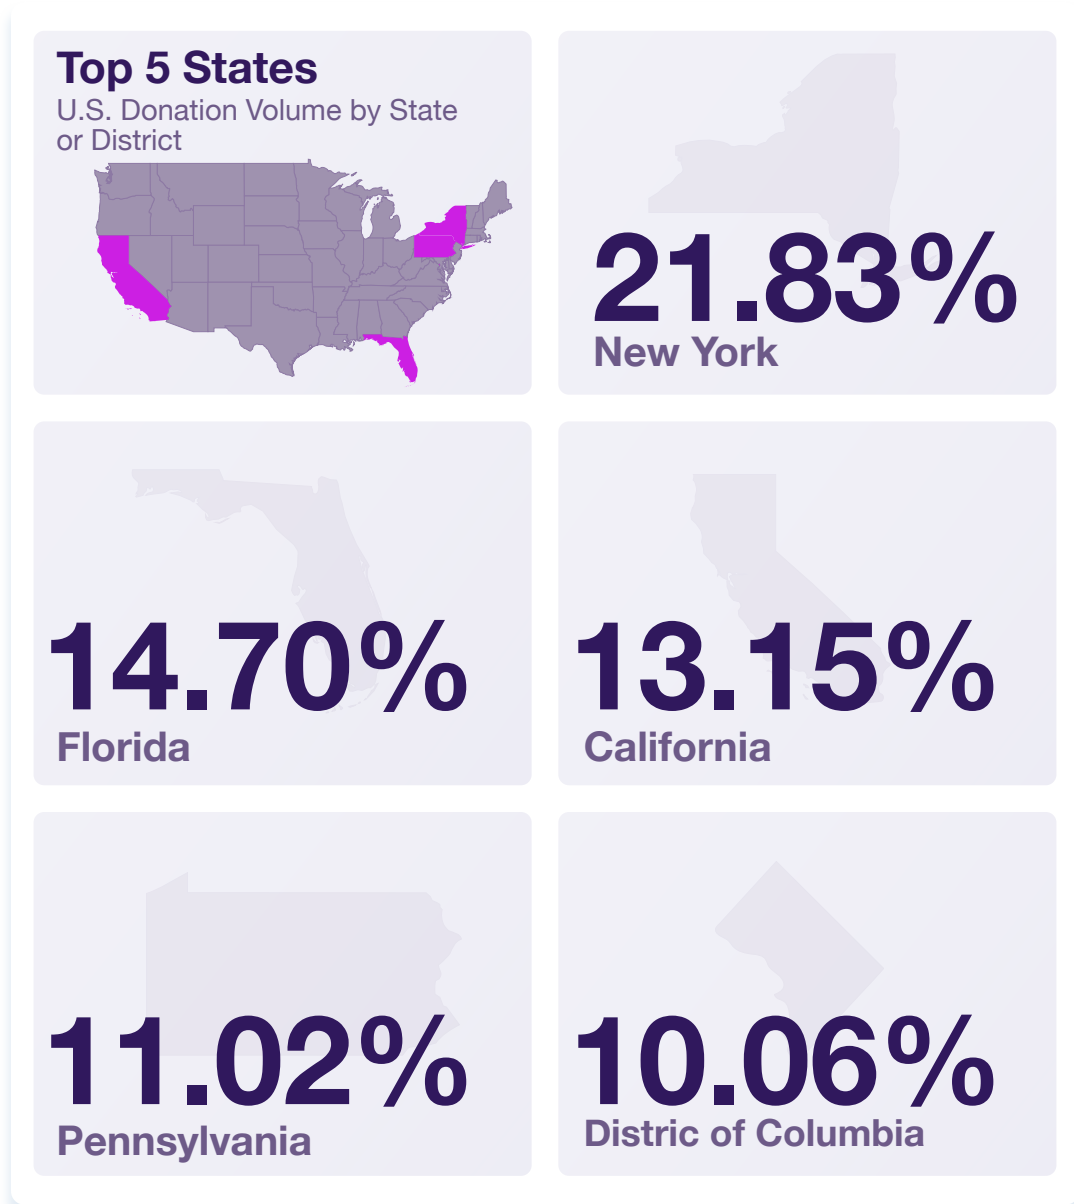 Top 5 States
U.S. Donation Volume by State
or District
21.83%
New York
14.70%
Florida
13.15%
California
11.02%
Pennsylvania
10.06%
Distric of Columbia